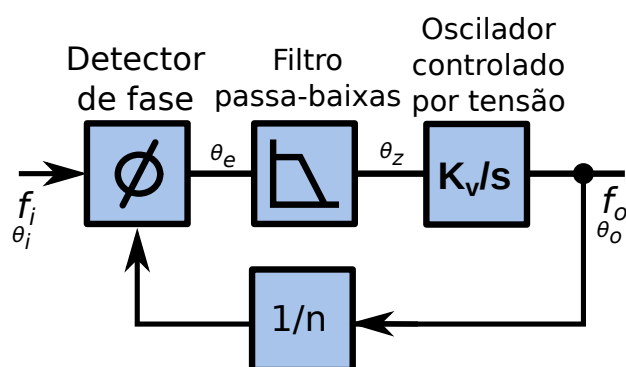 Detector
de fase
Filtro
passa-baixas
Oscilador
controlado
por tensão
ϕ
θe
θz
Kv/s
fi
θi
fo
θo
1/n